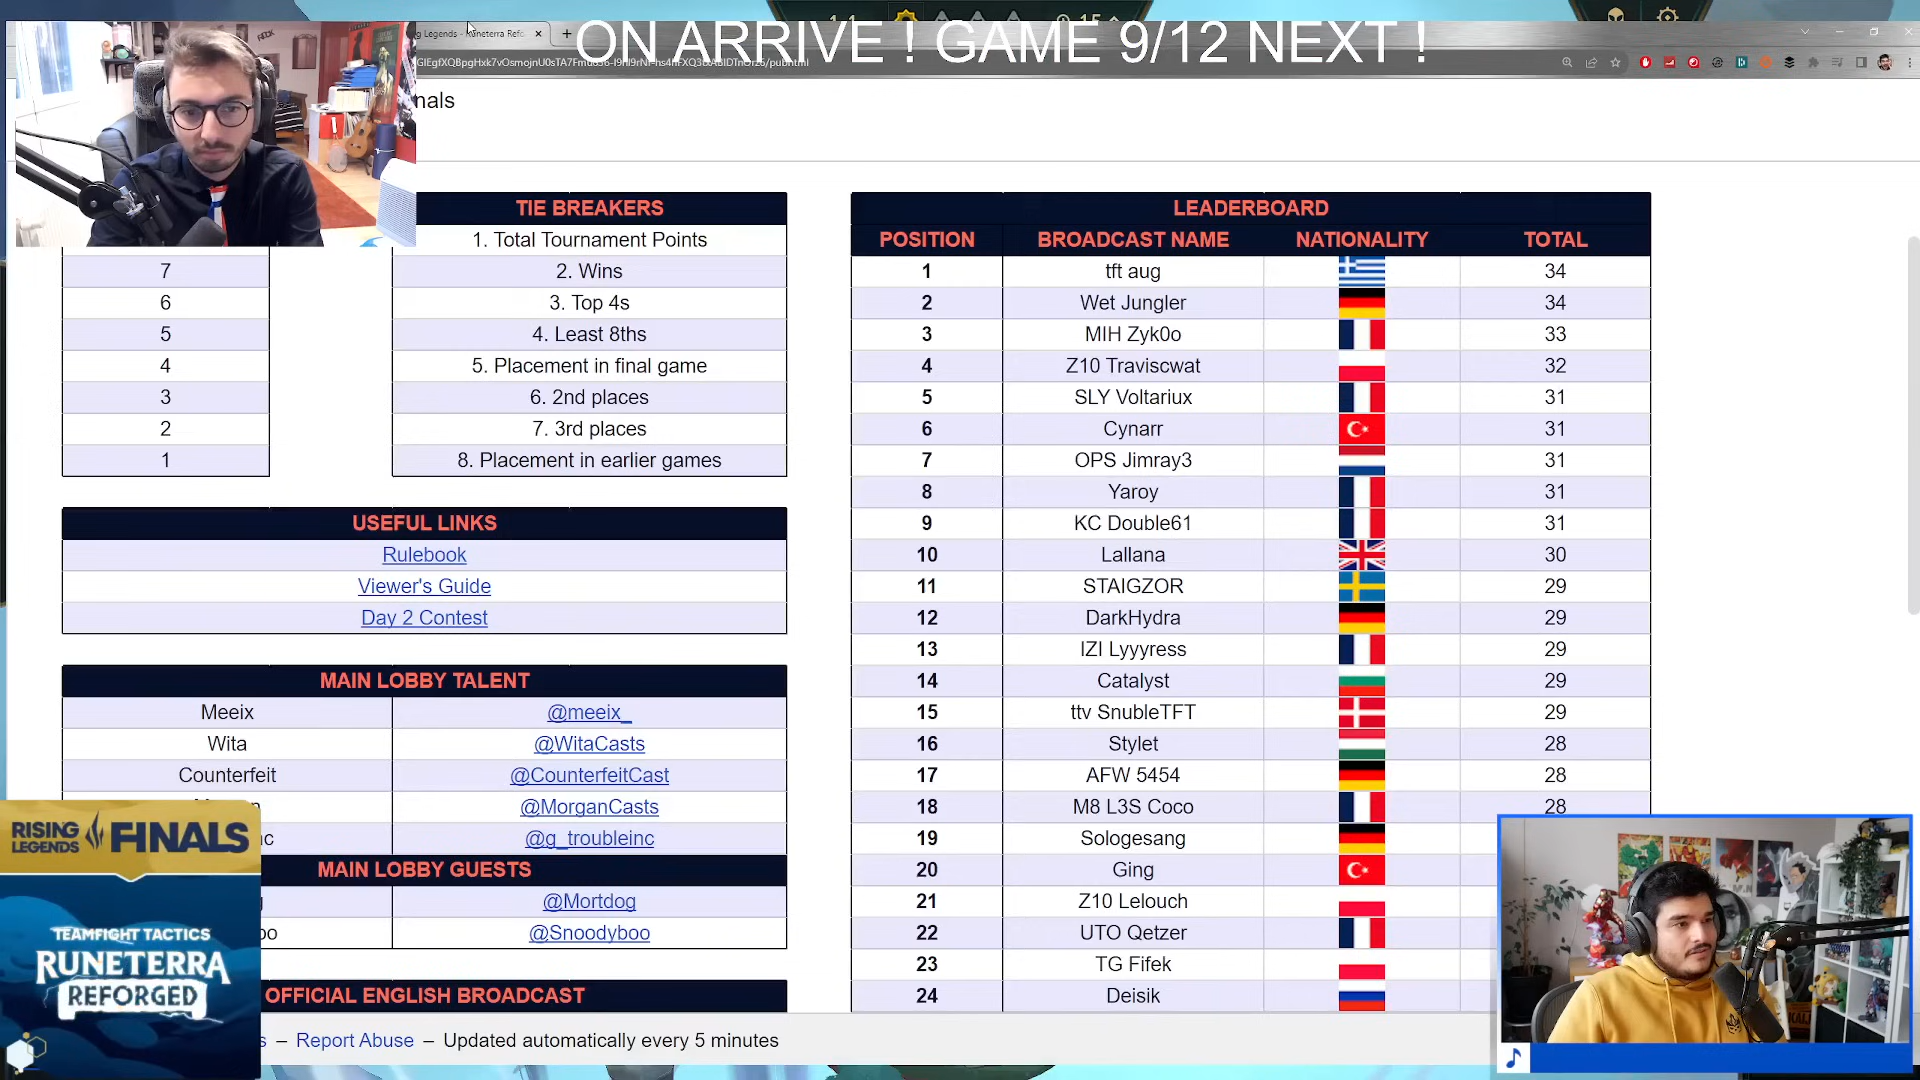 ON ARRIVE ! GAME 9/12 NEXT !
g Legends - Runeterra Refo
nals
TIE BREAKERS
1. Total Tournament Points
7
2. Wins
6
3. Top 4s
5
4. Least 8ths
4
5. Placement in final game
3
6. 2nd places
2
7. 3rd places
1
8. Placement in earlier games
USEFUL LINKS
Rulebook
Viewer's Guide
Day 2 Contest
MAIN LOBBY TALENT
Meeix @meeix_
Wita @WitaCasts
Counterfeit @CounterfeitCast
n @MorganCasts
nc @g_troubleinc
MAIN LOBBY GUESTS
g @Mortdog
oo @Snoodyboo
OFFICIAL ENGLISH BROADCAST
s – Report Abuse – Updated automatically every 5 minutes
LEADERBOARD
POSITION BROADCAST NAME NATIONALITY TOTAL
1 tft aug 34
2 Wet Jungler 34
3 MIH Zyk0o 33
4 Z10 Traviscwat 32
5 SLY Voltariux 31
6 Cynarr 31
7 OPS Jimray3 31
8 Yaroy 31
9 KC Double61 31
10 Lallana 30
11 STAIGZOR 29
12 DarkHydra 29
13 IZI Lyyyress 29
14 Catalyst 29
15 ttv SnubleTFT 29
16 Stylet 28
17 AFW 5454 28
18 M8 L3S Coco 28
19 Sologesang
20 Ging
21 Z10 Lelouch
22 UTO Qetzer
23 TG Fifek
24 Deisik
RISING LEGENDS FINALS
TEAMFIGHT TACTICS
RUNETERRA
REFORGED